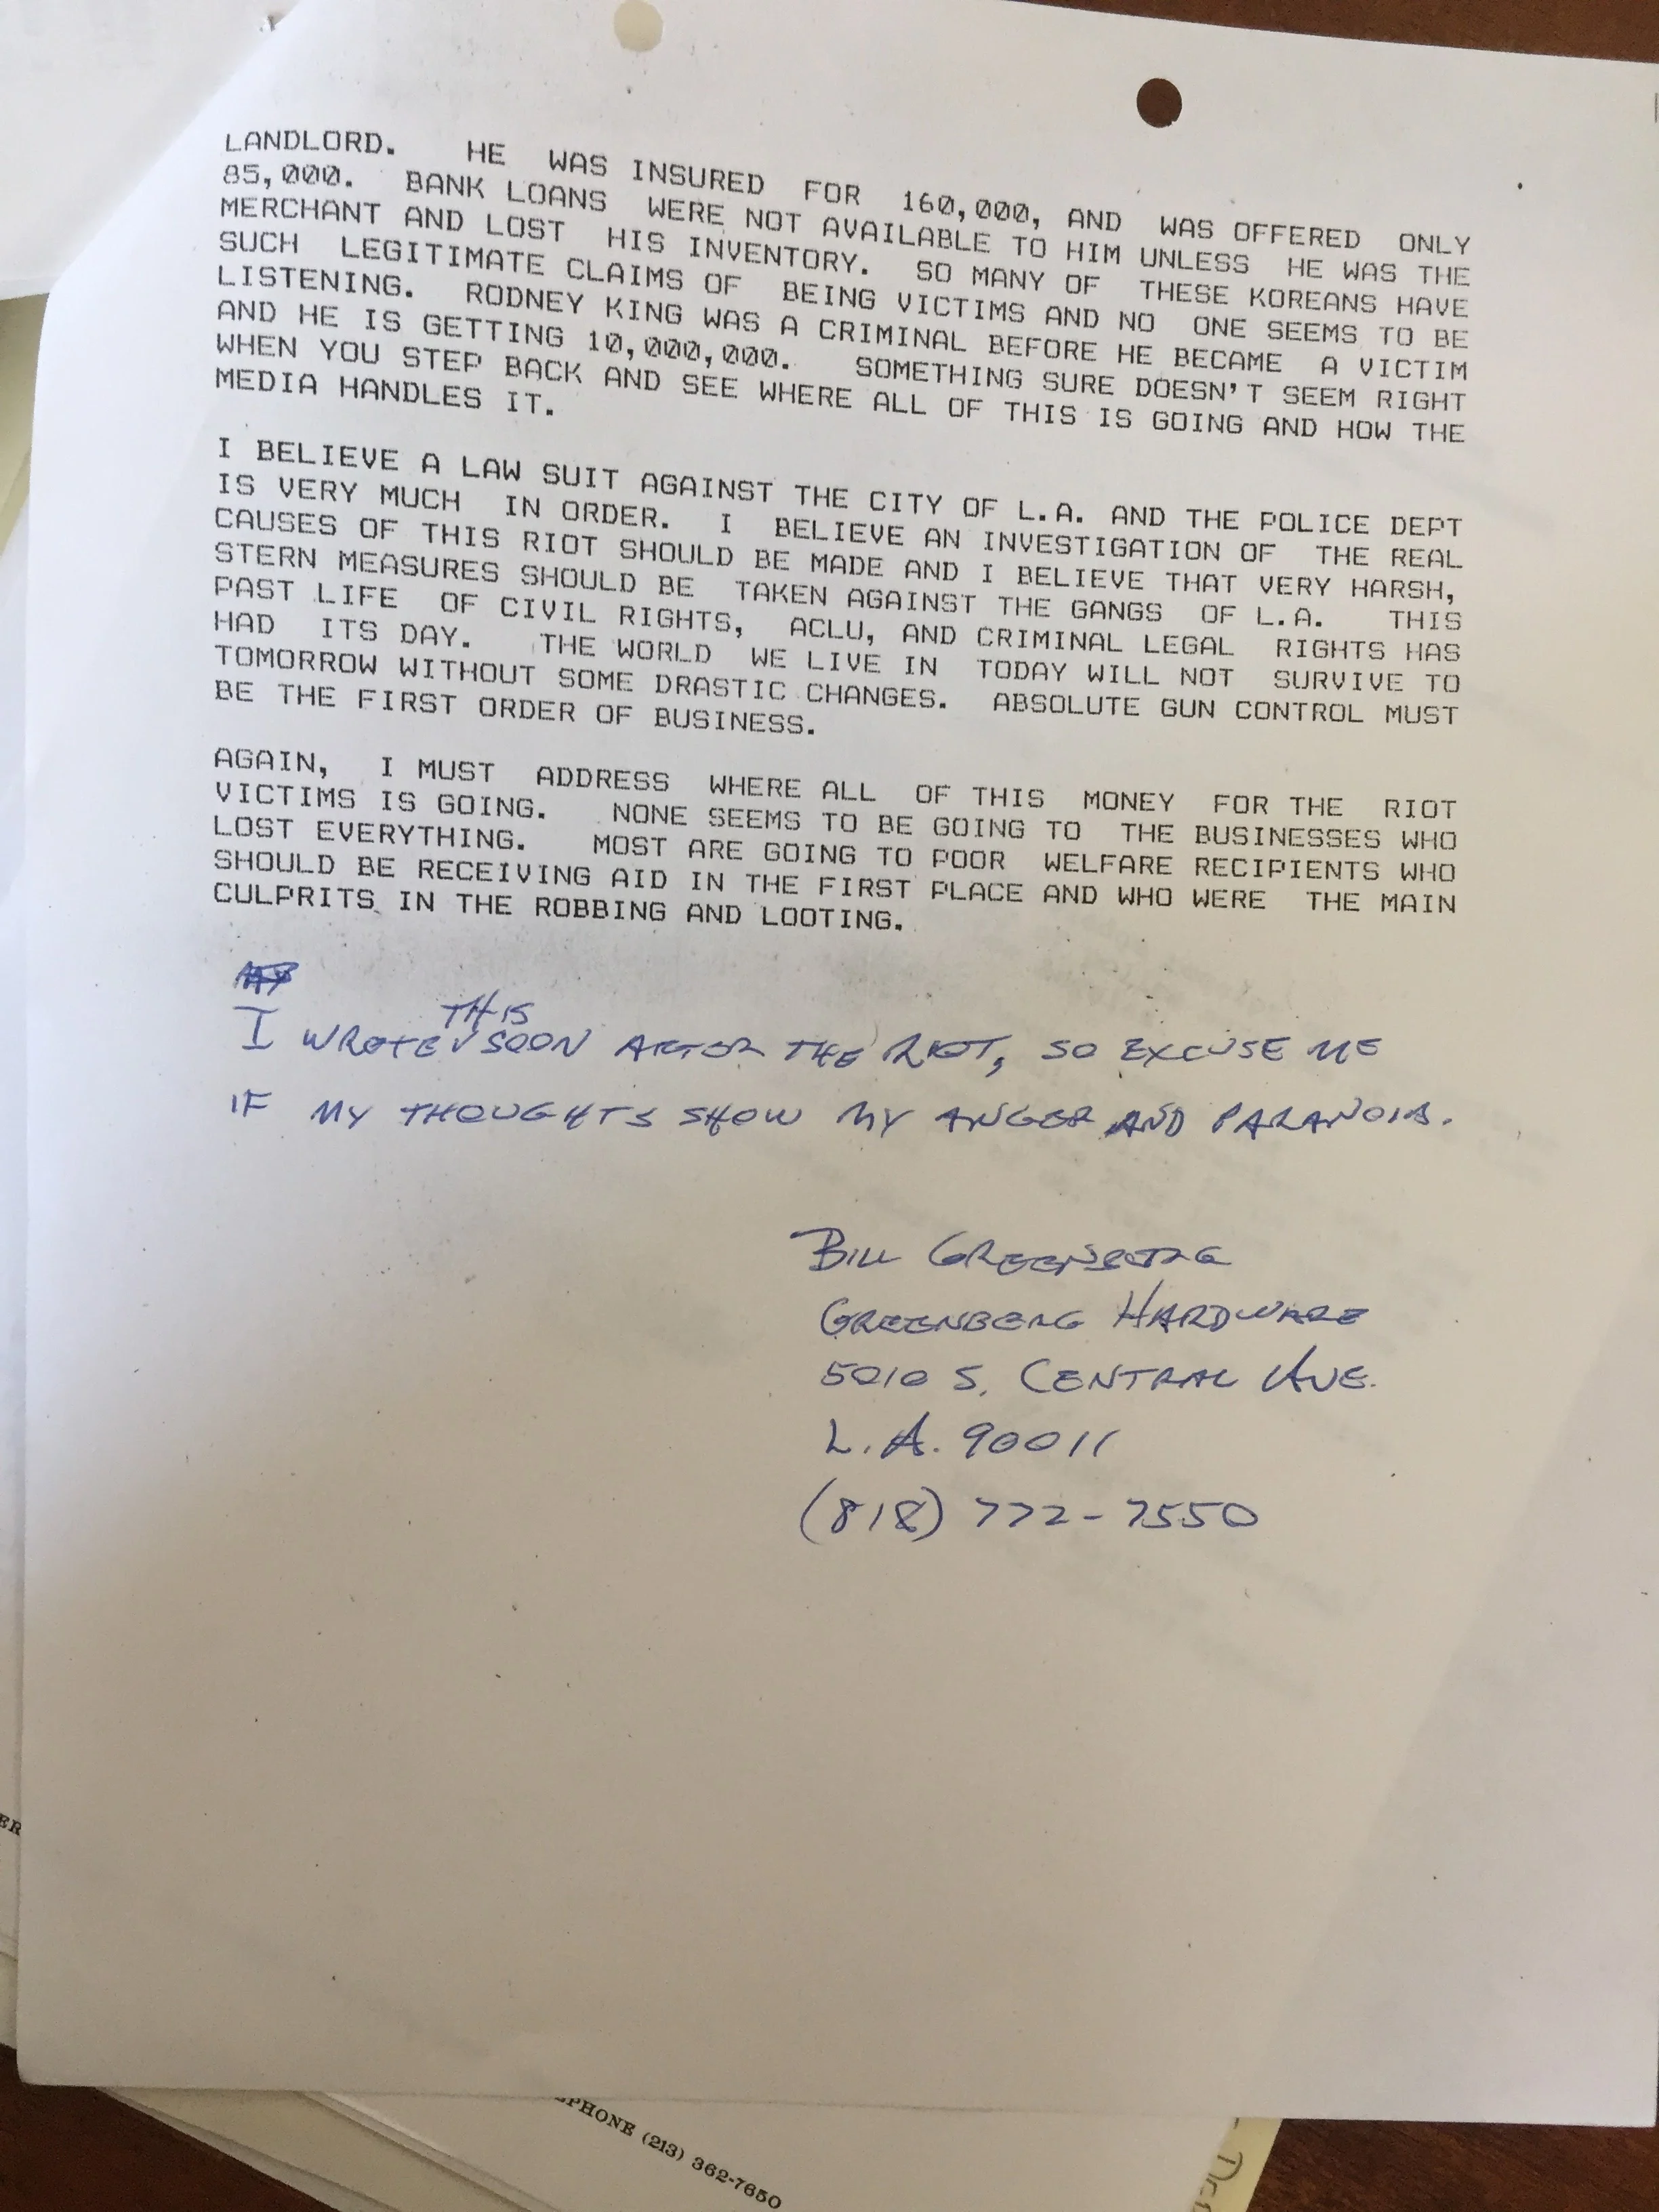 LANDLORD. HE WAS INSURED FOR 160,000, AND WAS OFFERED ONLY
85,000. BANK LOANS WERE NOT AVAILABLE TO HIM UNLESS HE WAS THE
MERCHANT AND LOST HIS INVENTORY. SO MANY OF THESE KOREANS HAVE
SUCH LEGITIMATE CLAIMS OF BEING VICTIMS AND NO ONE SEEMS TO BE
LISTENING. RODNEY KING WAS A CRIMINAL BEFORE HE BECAME A VICTIM
AND HE IS GETTING 10,000,000. SOMETHING SURE DOESN'T SEEM RIGHT
WHEN YOU STEP BACK AND SEE WHERE ALL OF THIS IS GOING AND HOW THE
MEDIA HANDLES IT.
I BELIEVE A LAW SUIT AGAINST THE CITY OF L.A. AND THE POLICE DEPT
IS VERY MUCH IN ORDER. I BELIEVE AN INVESTIGATION OF THE REAL
CAUSES OF THIS RIOT SHOULD BE MADE AND I BELIEVE THAT VERY HARSH,
STERN MEASURES SHOULD BE TAKEN AGAINST THE GANGS OF L.A. THIS
PAST LIFE OF CIVIL RIGHTS, ACLU, AND CRIMINAL LEGAL RIGHTS HAS
HAD ITS DAY. THE WORLD WE LIVE IN TODAY WILL NOT SURVIVE TO
TOMORROW WITHOUT SOME DRASTIC CHANGES. ABSOLUTE GUN CONTROL MUST
BE THE FIRST ORDER OF BUSINESS.
AGAIN, I MUST ADDRESS WHERE ALL OF THIS MONEY FOR THE RIOT
VICTIMS IS GOING. NONE SEEMS TO BE GOING TO THE BUSINESSES WHO
LOST EVERYTHING. MOST ARE GOING TO POOR WELFARE RECIPIENTS WHO
SHOULD BE RECEIVING AID IN THE FIRST PLACE AND WHO WERE THE MAIN
CULPRITS IN THE ROBBING AND LOOTING.
I WROTE THIS SOON AFTER THE RIOT, SO EXCUSE ME
IF MY THOUGHTS SHOW MY ANGER AND PARANOIA.
BILL GREENBERG
GREENBERG HARDWARE
5010 S. CENTRAL AVE.
L.A. 90011
(818) 772-7550
PHONE (213) 362-7650